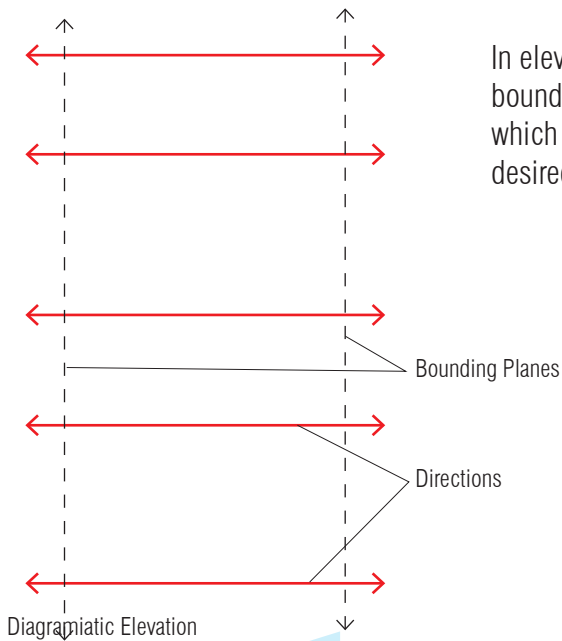 In elev
bound
which
desired
Bounding Planes
Directions
Diagramiatic Elevation